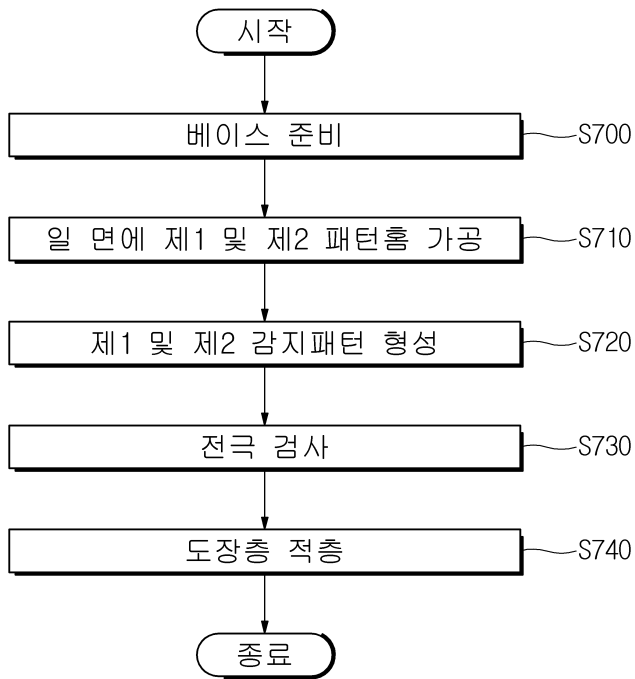 시작
베이스 준비
S700
일 면에 제1 및 제2 패턴홈 가공
S710
제1 및 제2 감지패턴 형성
S720
전극 검사
S730
도장층 적층
S740
종료